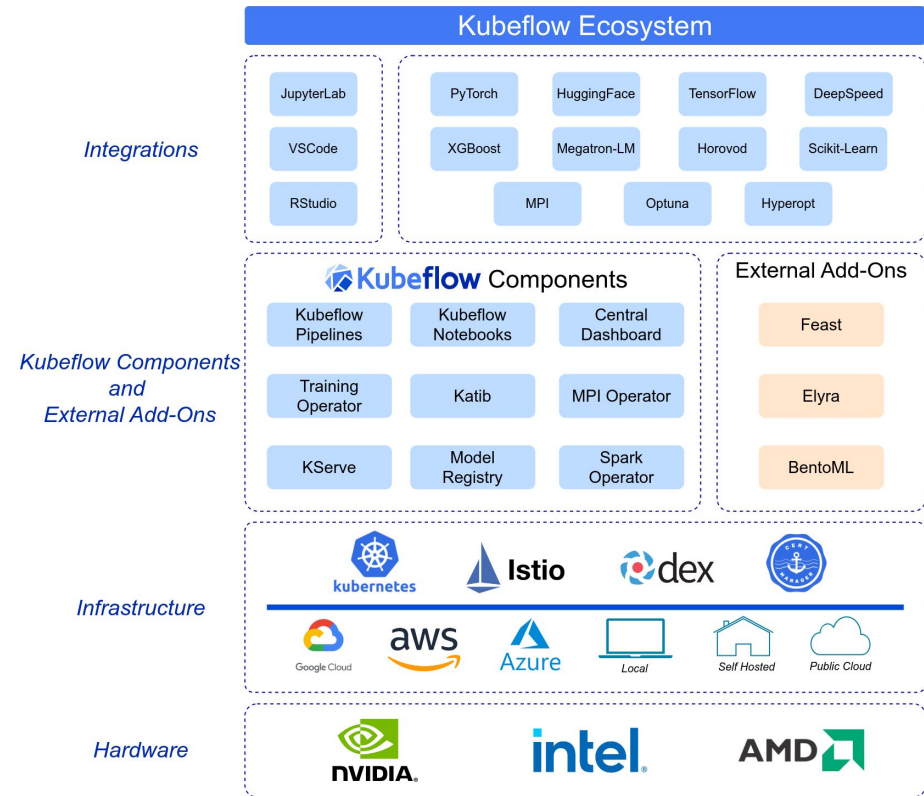 Kubeflow Ecosystem
Integrations
JupyterLab
VSCode
RStudio
PyTorch
HuggingFace
TensorFlow
DeepSpeed
XGBoost
Megatron-LM
Horovod
Scikit-Learn
MPI
Optuna
Hyperopt
Kubeflow Components
and
External Add-Ons
Kubeflow Components
Kubeflow
Pipelines
Kubeflow
Notebooks
Central
Dashboard
Training
Operator
Katib
MPI Operator
KServe
Model
Registry
Spark
Operator
External Add-Ons
Feast
Elyra
BentoML
Infrastructure
kubernetes
Istio
dex
CERT
MANAGER
Google Cloud
aws
Azure
Local
Self Hosted
Public Cloud
Hardware
NVIDIA.
intel.
AMD